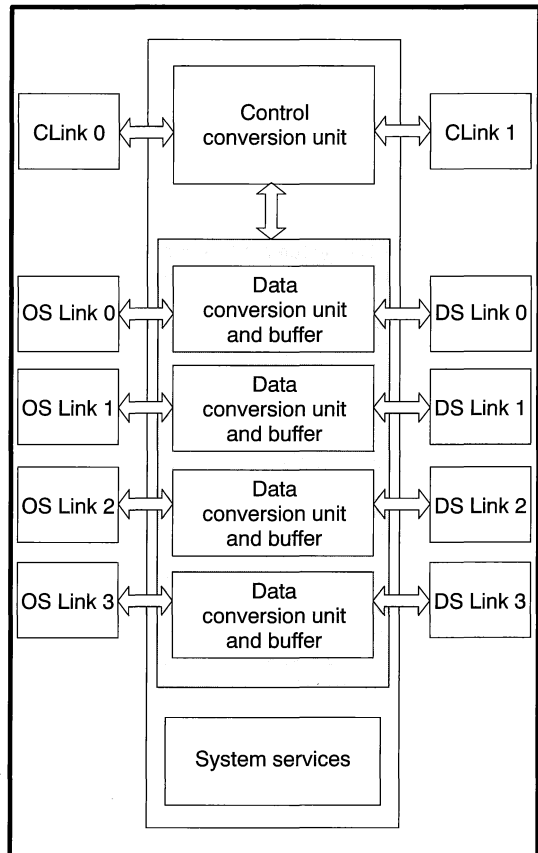 Control
conversion unit
CLink 0
CLink 1
OS Link 0
Data
conversion unit
and buffer
DS Link 0
OS Link 1
Data
conversion unit
and buffer
DS Link 1
OS Link 2
Data
conversion unit
and buffer
DS Link 2
OS Link 3
Data
conversion unit
and buffer
DS Link 3
System services